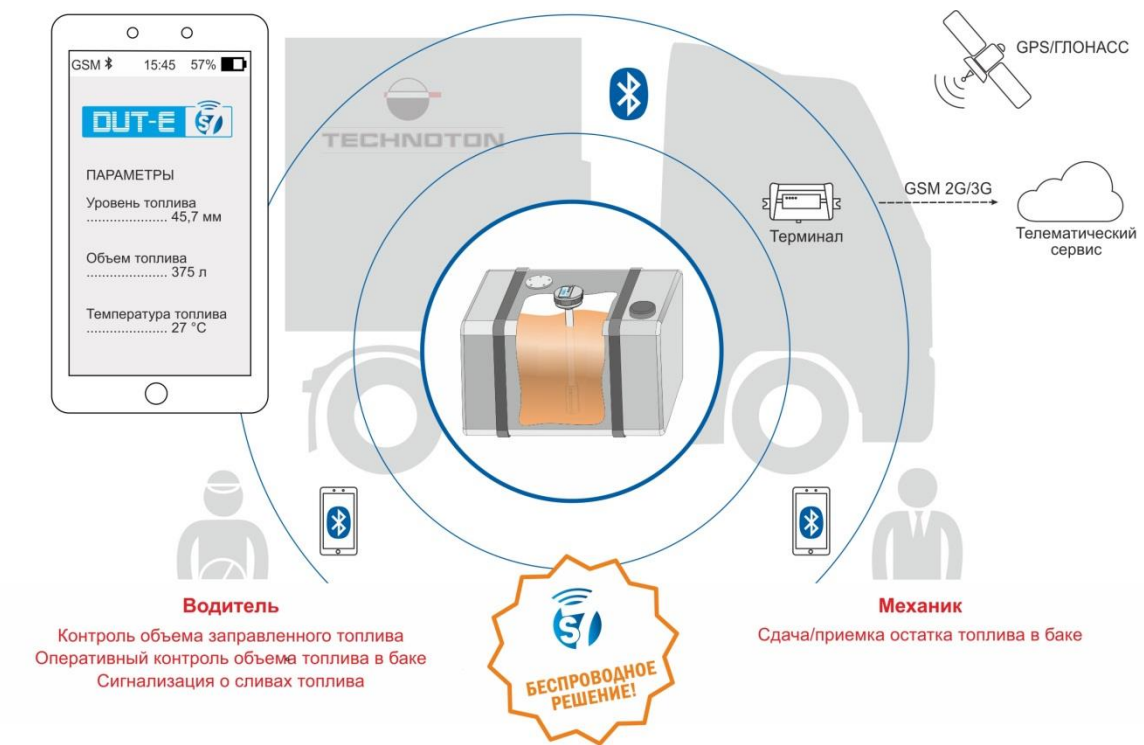 GSM 15:45 57%
DUT-E S7
ПАРАМЕТРЫ
Уровень топлива
.................... 45,7 мм
Объем топлива
.................... 375 л
Температура топлива
.................... 27 °C
TECHNOTON
GPS/ГЛОНАСС
GSM 2G/3G
Терминал
Телематический
сервис
Водитель
Контроль объема заправленного топлива
Оперативный контроль объема топлива в баке
Сигнализация о сливах топлива
S7
БЕСПРОВОДНОЕ
РЕШЕНИЕ!
Механик
Сдача/приемка остатка топлива в баке